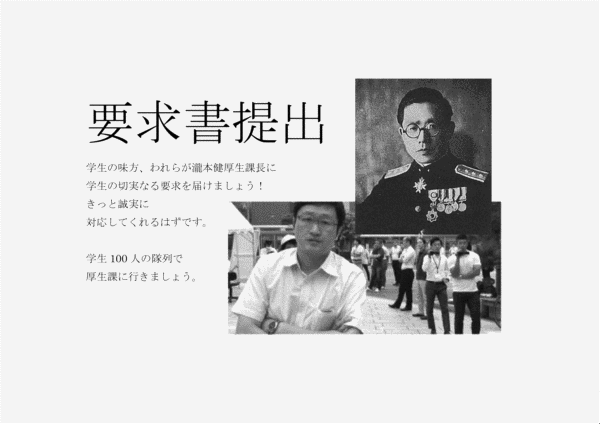 要求書提出
学生の味方、われらが瀧本健厚生課長に
学生の切実なる要求を届けましょう！
きっと誠実に
対応してくれるはずです。
学生 100 人の隊列で
厚生課に行きましょう。